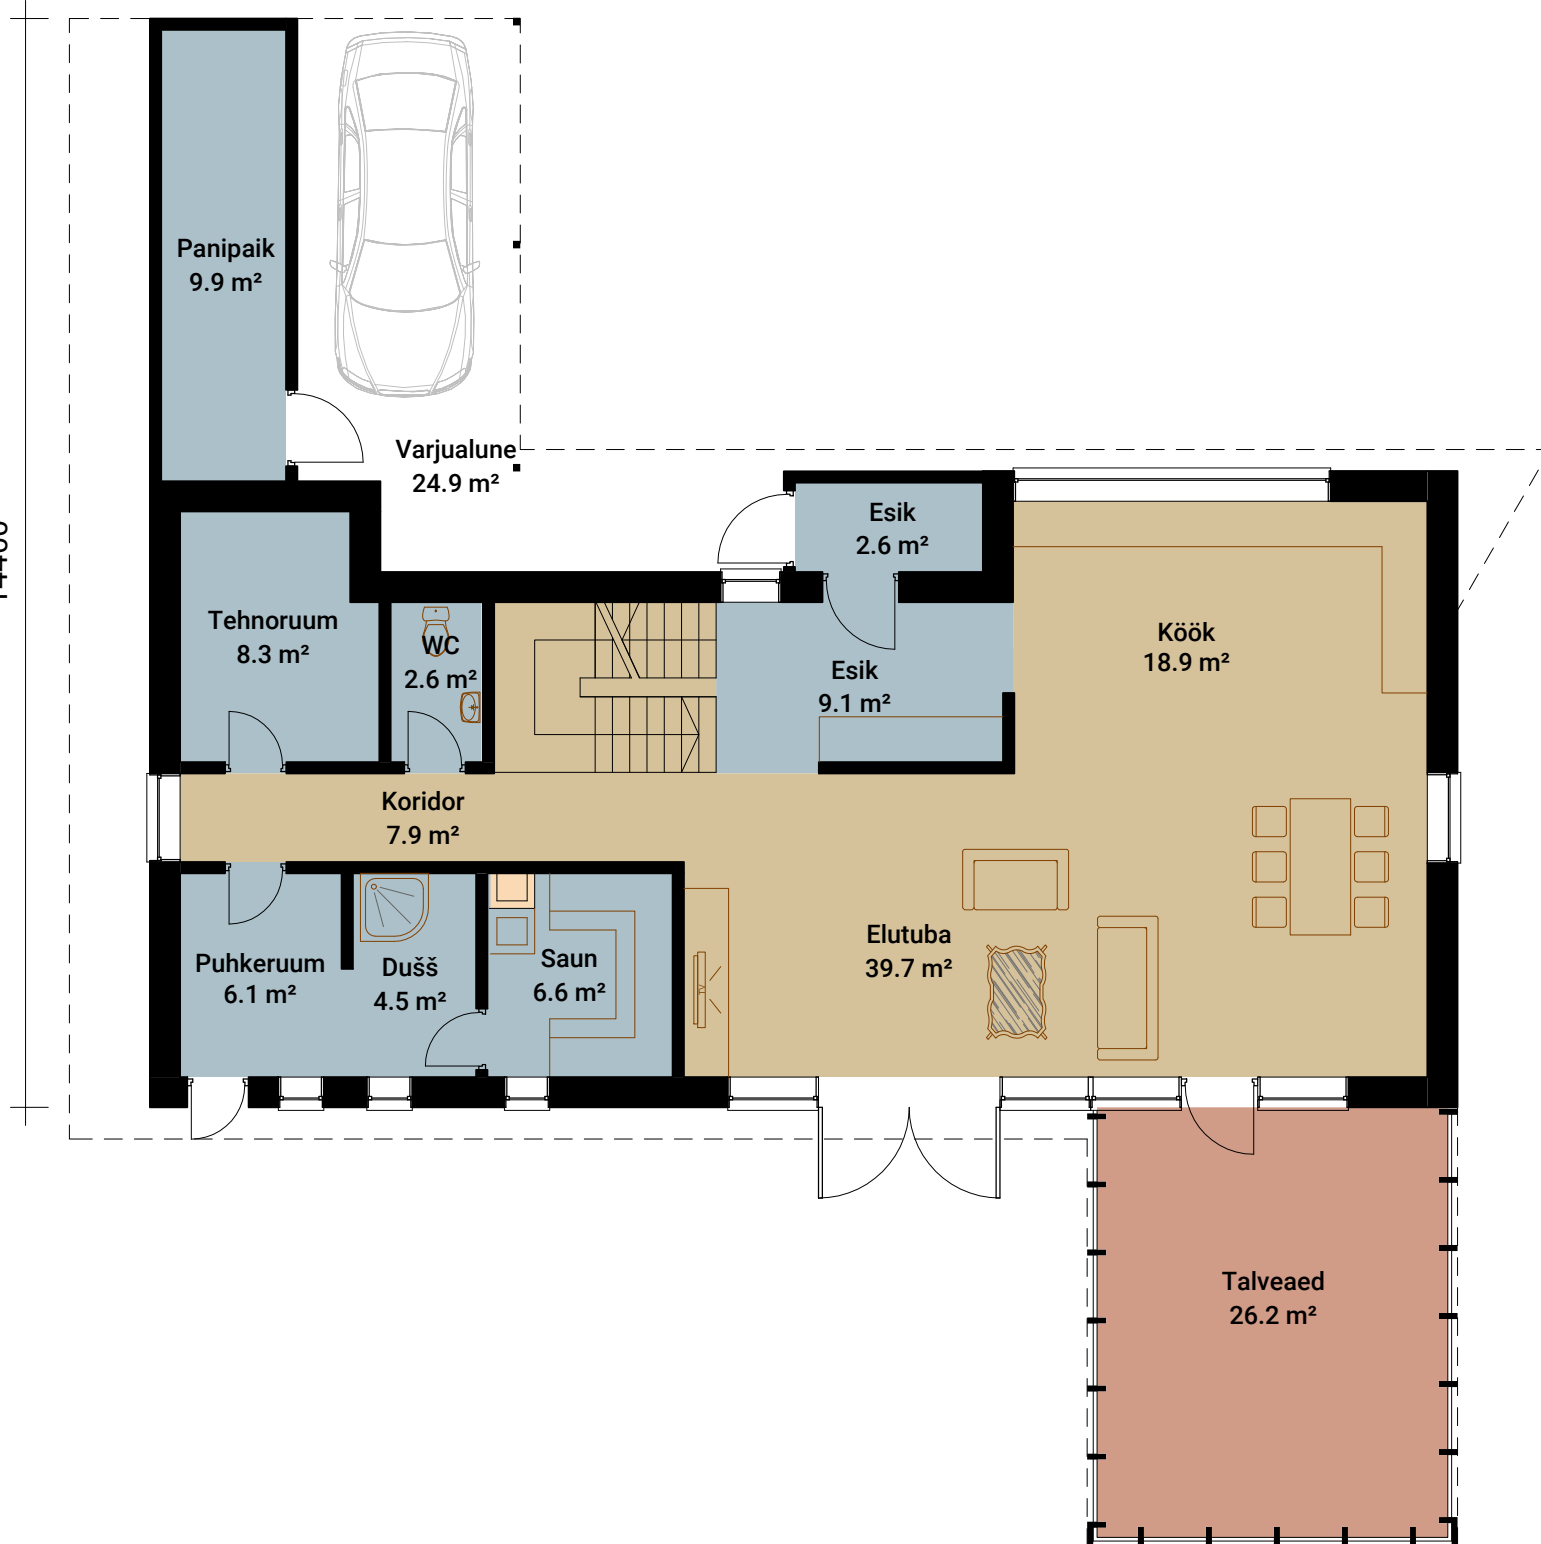 Panipaik
9.9 m²
Varjualune
24.9 m²
Esik
2.6 m²
Tehnoruum
8.3 m²
WC
2.6 m²
Esik
9.1 m²
Köök
18.9 m²
Koridor
7.9 m²
Elutuba
39.7 m²
Puhkeruum
6.1 m²
Dušš
4.5 m²
Saun
6.6 m²
TV
Talveaed
26.2 m²